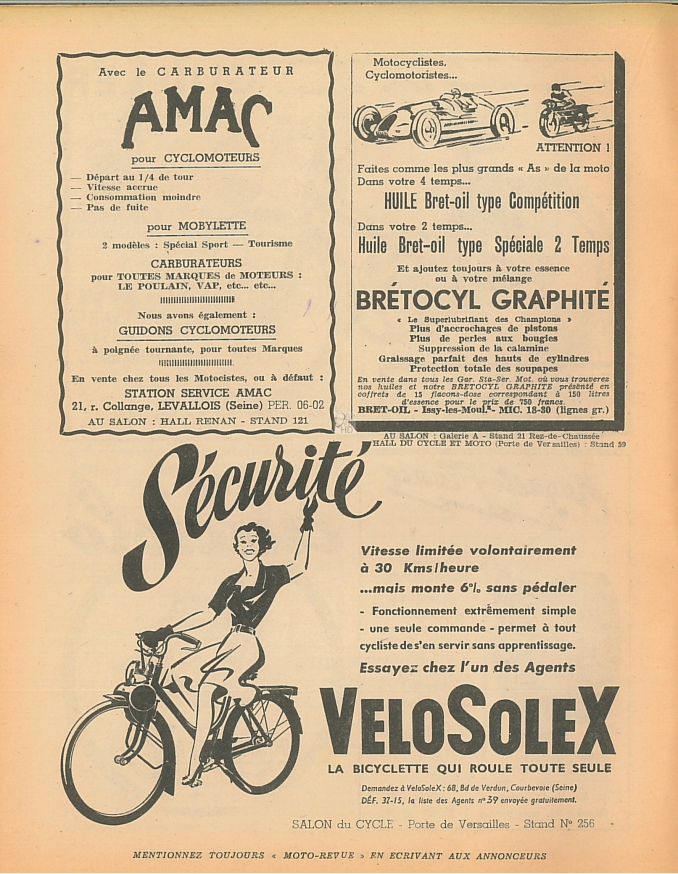 Avec le CARBURATEUR
AMAC
pour CYCLOMOTEURS
— Départ au 1/4 de tour
— Vitesse accrue
— Consommation moindre
— Pas de fuite
pour MOBYLETTE
2 modèles : Spécial Sport — Tourisme
CARBURATEURS
pour TOUTES MARQUES de MOTEURS :
LE POULAIN, VAP, etc... etc...
Nous avons également :
GUIDONS CYCLOMOTEURS
à poignée tournante, pour toutes Marques
En vente chez tous les Motocistes, ou à défaut :
STATION SERVICE AMAC
21, r. Collange, LEVALLOIS (Seine) PER. 06-02
AU SALON : HALL RENAN - STAND 121
Motocyclistes,
Cyclomotoristes...
ATTENTION !
Faites comme les plus grands « As » de la moto
Dans votre 4 temps...
HUILE Bret-oil type Compétition
Dans votre 2 temps...
Huile Bret-oil type Spéciale 2 Temps
Et ajoutez toujours à votre essence
ou à votre mélange
BRÉTOCYL GRAPHITÉ
« Le Superlubrifiant des Champions »
Plus d'accrochages de pistons
Plus de perles aux bougies
Suppression de la calamine
Graissage parfait des hauts de cylindres
Protection totale des soupapes
En vente dans tous les Gar. Sta-Ser. Mot. où vous trouverez
nos huiles et notre BRETOCYL GRAPHITE présenté en
coffrets de 15 flacons-dose correspondant à 150 litres
d'essence pour le prix de 750 francs.
BRET-OIL - Issy-les-Moul.x - MIC. 18-30 (lignes gr.)
AU SALON : Galerie A - Stand 21 Rez-de-Chaussée
HALL DU CYCLE ET MOTO (Porte de Versailles) : Stand 59
Sécurité
Vitesse limitée volontairement
à 30 Kms/heure
...mais monte 6% sans pédaler
- Fonctionnement extrêmement simple
- une seule commande - permet à tout
cycliste de s'en servir sans apprentissage.
Essayez chez l'un des Agents
VELOSOLEX
LA BICYCLETTE QUI ROULE TOUTE SEULE
Demandez à VeloSoleX : 68, Bd de Verdun, Courbevoie (Seine)
DÉF. 37-15, la liste des Agents n° 39 envoyée gratuitement.
SALON du CYCLE - Porte de Versailles - Stand N° 256
MENTIONNEZ TOUJOURS « MOTO-REVUE » EN ECRIVANT AUX ANNONCEURS